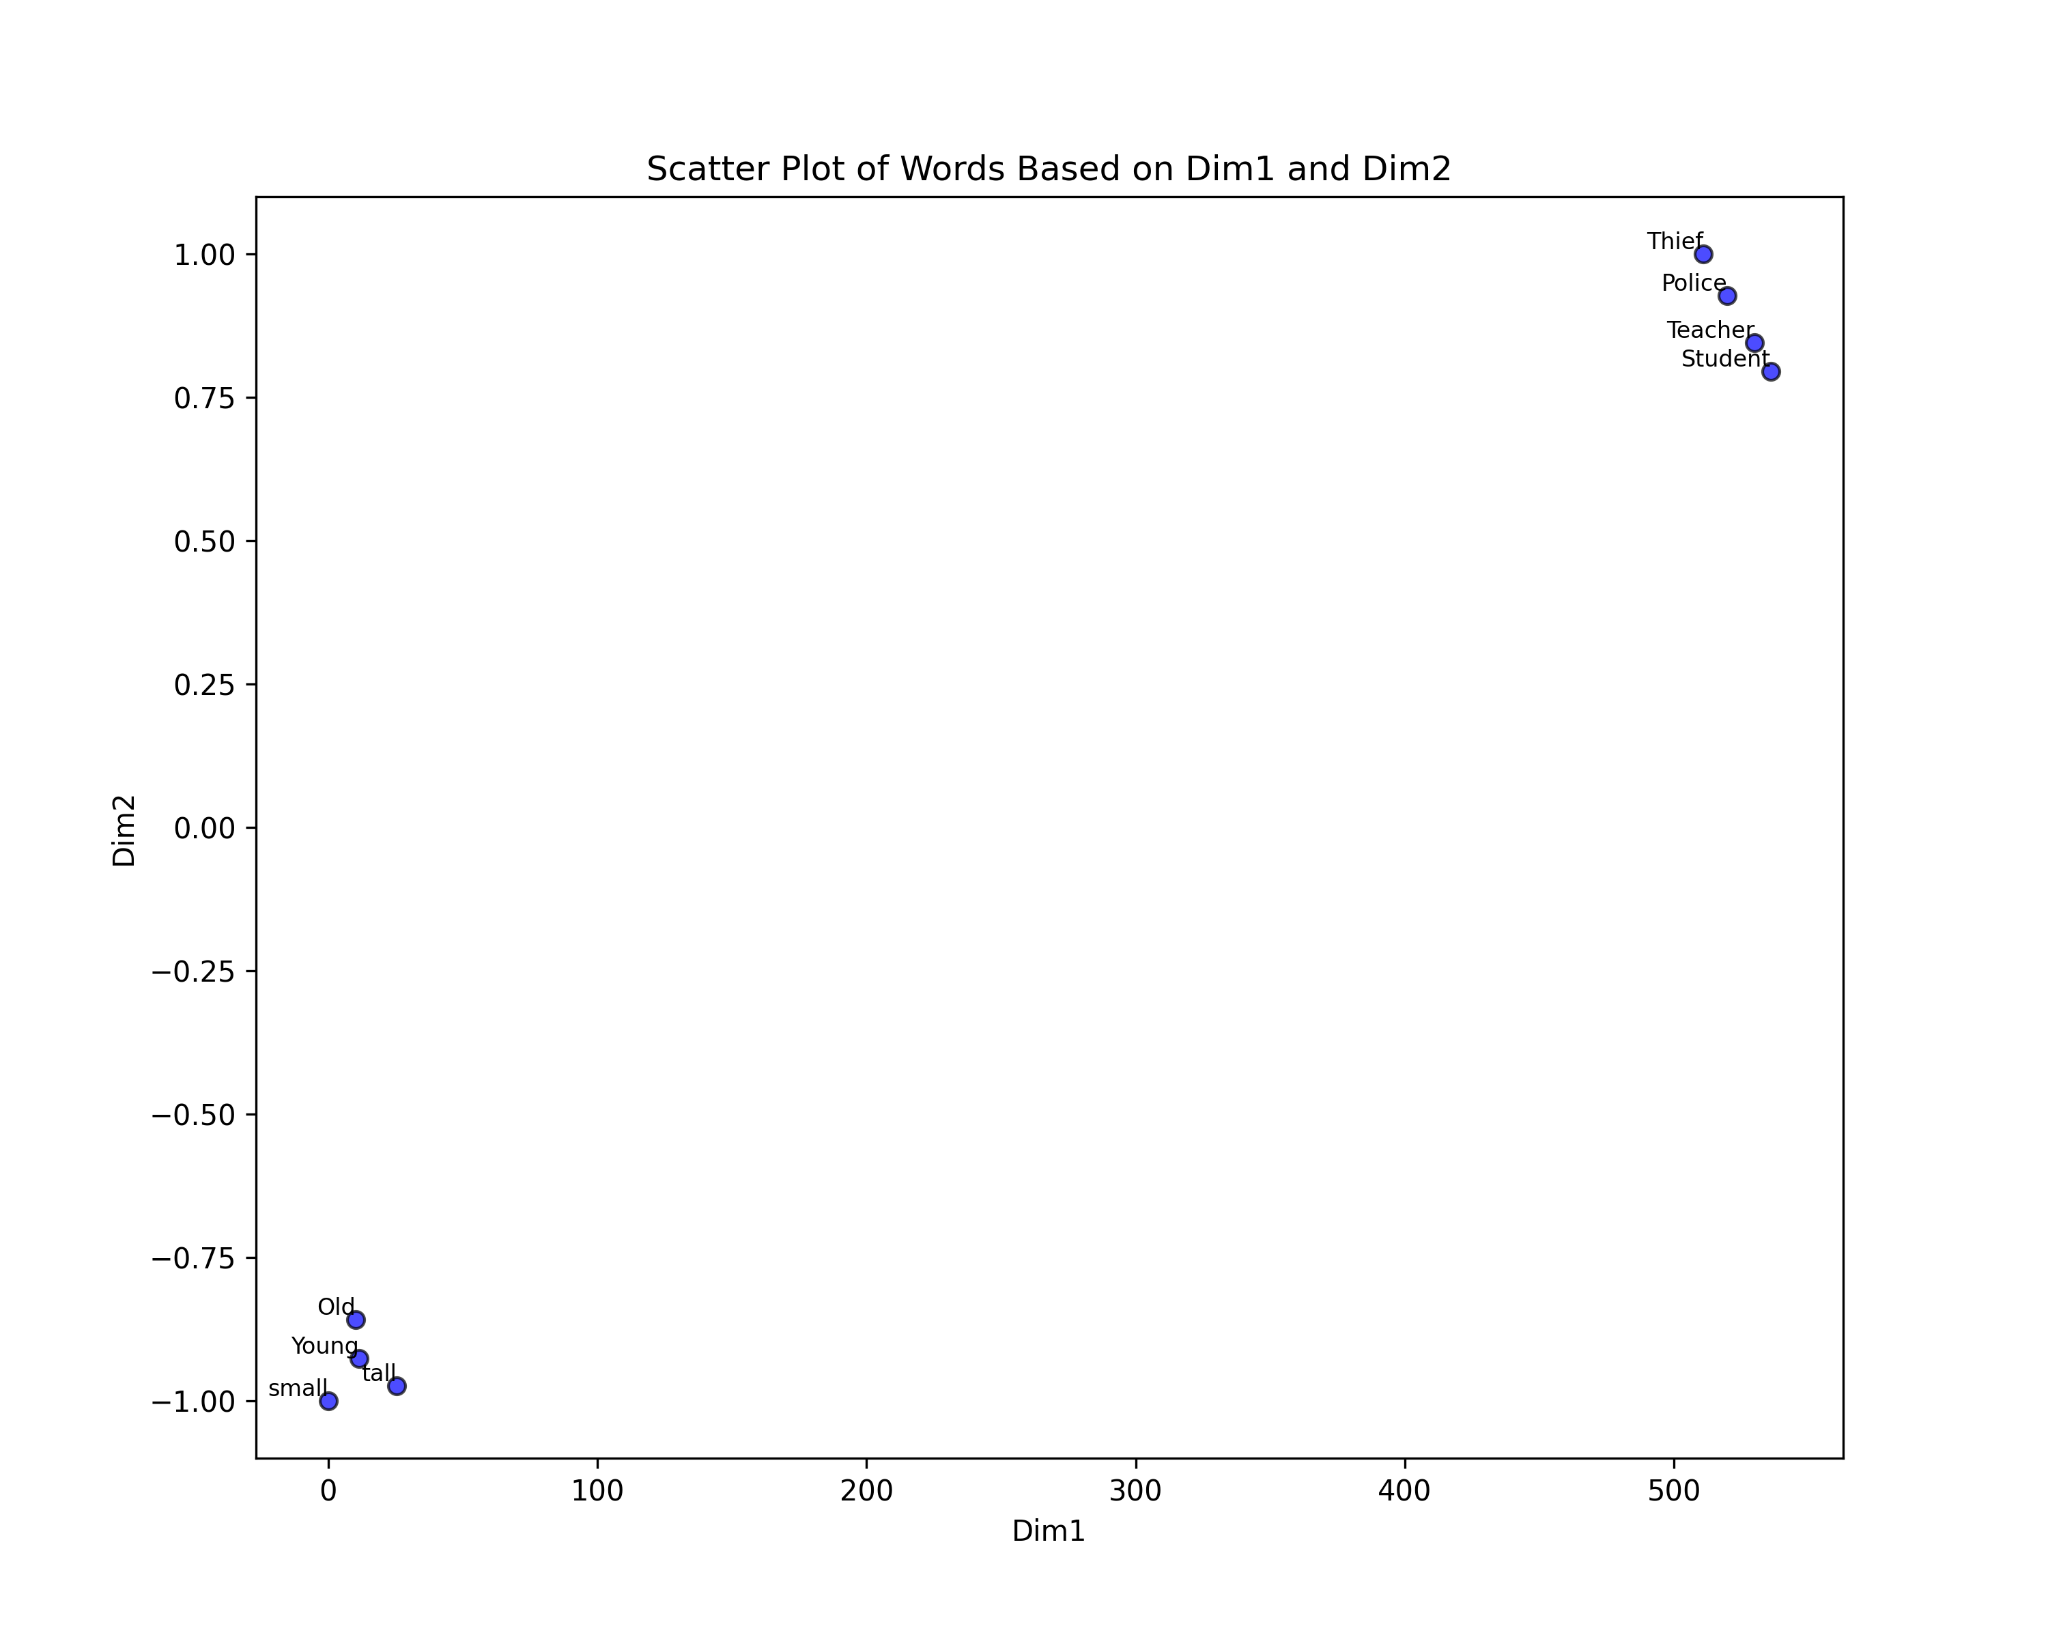 Scatter Plot of Words Based on Dim1 and Dim2
Thief
1.00
Police
Teacher
Student
0.75
0.50
0.25
Dim2
0.00
−0.25
−0.50
−0.75
Old
Young
tall
small
−1.00
0 100 200 300 400 500
Dim1